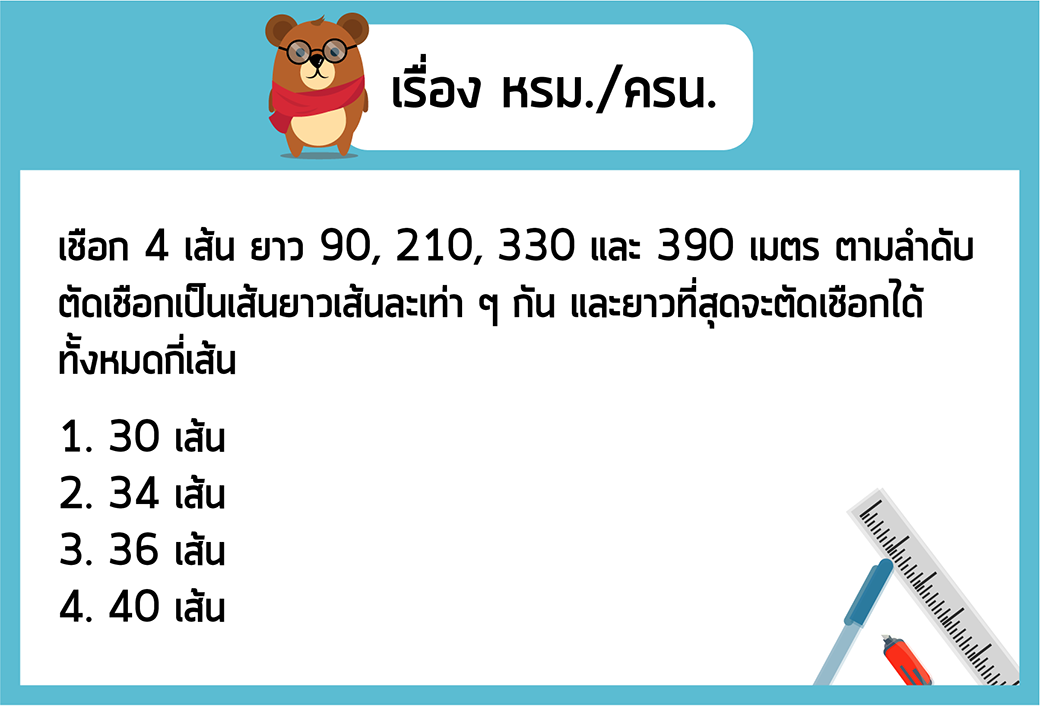 เรื่อง หรม./ครน.
เชือก 4 เส้น ยาว 90, 210, 330 และ 390 เมตร ตามลำดับ
ตัดเชือกเป็นเส้นยาวเส้นละเท่า ๆ กัน และยาวที่สุดจะตัดเชือกได้
ทั้งหมดกี่เส้น
1. 30 เส้น
2. 34 เส้น
3. 36 เส้น
4. 40 เส้น